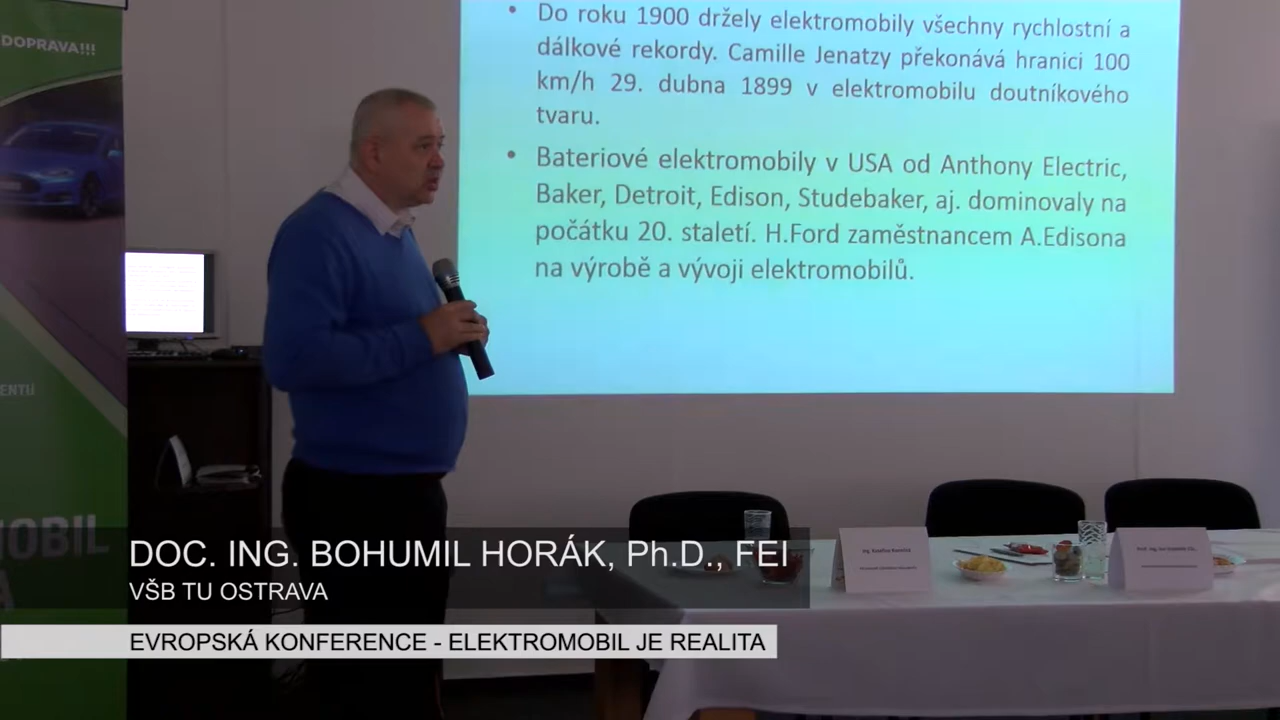 DOPRAVA!!!
• Do roku 1900 držely elektromobily všechny rychlostní a
dálkové rekordy. Camille Jenatzy překonává hranici 100
km/h 29. dubna 1899 v elektromobilu doutníkového
tvaru.
• Bateriové elektromobily v USA od Anthony Electric,
Baker, Detroit, Edison, Studebaker, aj. dominovaly na
počátku 20. staletí. H.Ford zaměstnancem A.Edisona
na výrobě a vývoji elektromobilů.
DOC. ING. BOHUMIL HORÁK, Ph.D., FEI
VŠB TU OSTRAVA
EVROPSKÁ KONFERENCE - ELEKTROMOBIL JE REALITA